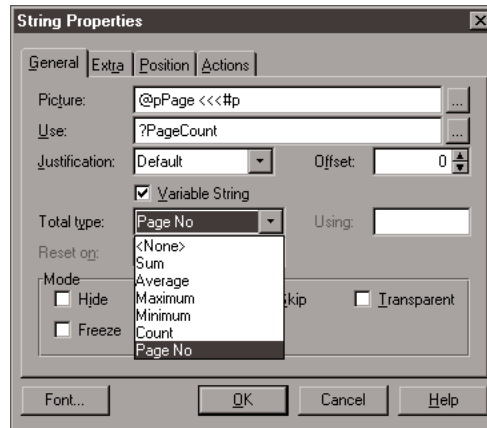 String Properties
General Extra Position Actions
Picture: @pPage <<<#p ...
Use: ?PageCount ...
Justification: Default Offset: 0
Variable String
Total type: Page No Using:
Reset on: <None>
Sum
Mode Average
Hide Maximum Skip Transparent
Minimum
Freeze Count
Page No
Font... OK Cancel Help